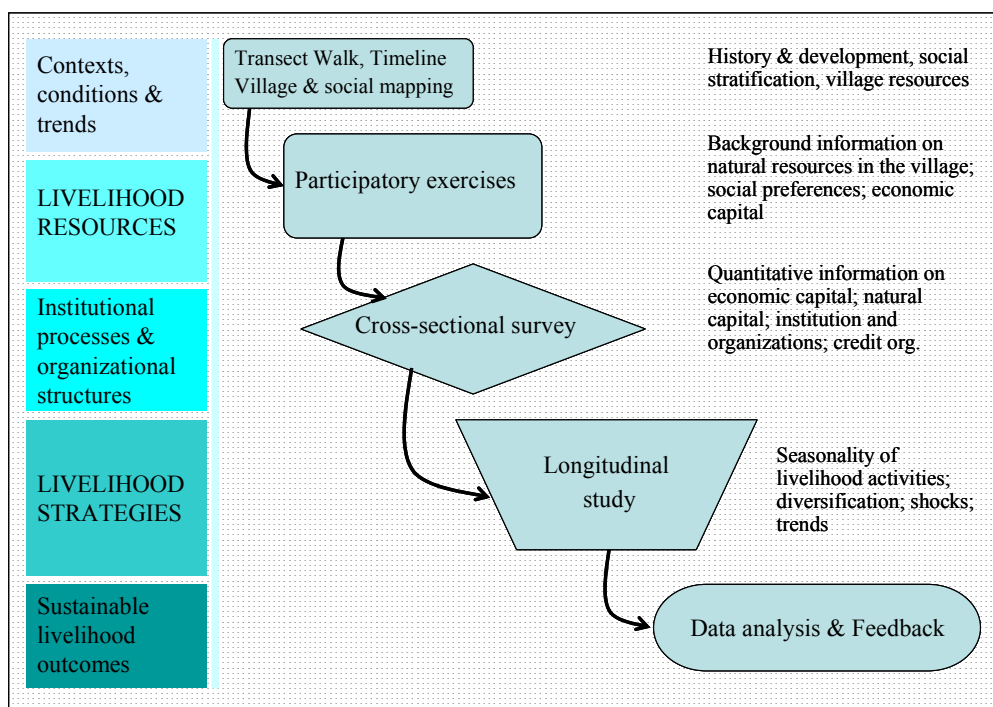 Contexts,
conditions &
trends
Transect Walk, Timeline
Village & social mapping
History & development, social
stratification, village resources
LIVELIHOOD
RESOURCES
Participatory exercises
Background information on
natural resources in the village;
social preferences; economic
capital
Institutional
processes &
organizational
structures
Cross-sectional survey
Quantitative information on
economic capital; natural
capital; institution and
organizations; credit org.
LIVELIHOOD
STRATEGIES
Longitudinal
study
Seasonality of
livelihood activities;
diversification; shocks;
trends
Sustainable
livelihood
outcomes
Data analysis & Feedback